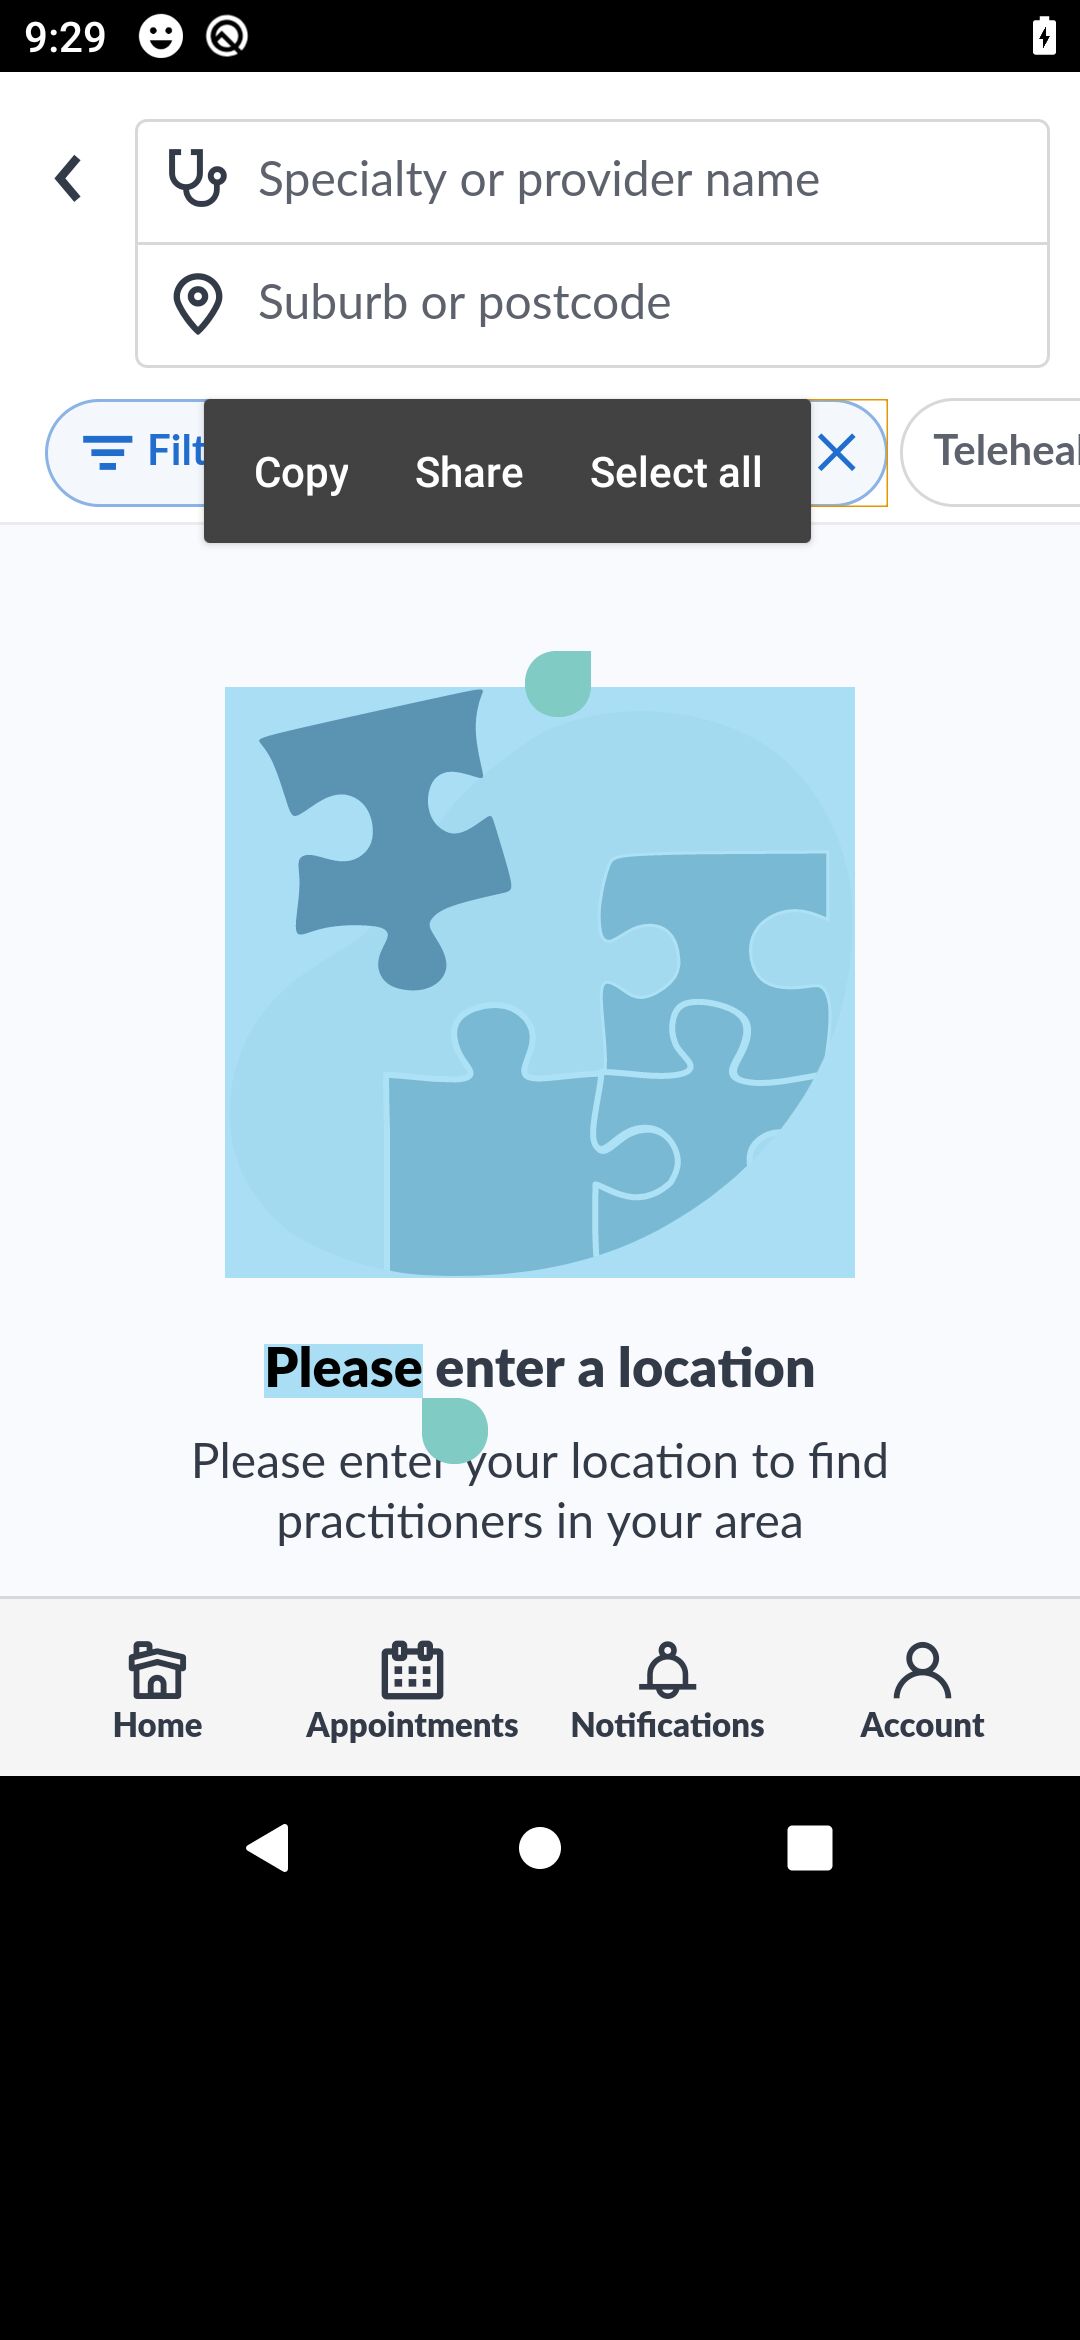 9:29
Specialty or provider name
Suburb or postcode
Filt
Copy Share Select all
Teleheal
Please enter a location
Please enter your location to find
practitioners in your area
Home Appointments Notifications Account